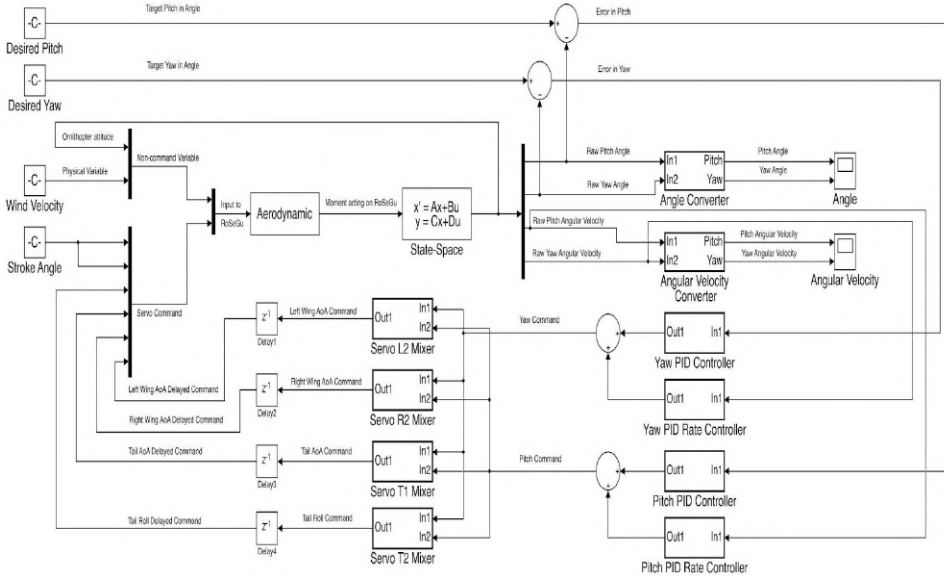 Target Pitch in Angle
Error in Pitch
-C-
Desired Pitch
+
−
Target Yaw in Angle
Error in Yaw
-C-
Desired Yaw
+
−
Ornithopter attitude
Non-command Variable
Physical Variable
-C-
Wind Velocity
Input to
RoSeGu
Aerodynamic
Moment acting on RoSeGu
x' = Ax+Bu
y = Cx+Du
State-Space
Raw Pitch Angle
Raw Yaw Angle
Raw Pitch Angular Velocity
Raw Yaw Angular Velocity
In1
In2
Pitch
Yaw
Angle Converter
Pitch Angle
Yaw Angle
Angle
In1
In2
Pitch
Yaw
Angular Velocity
Converter
Pitch Angular Velocity
Yaw Angular Velocity
Angular Velocity
-C-
Stroke Angle
Servo Command
Left Wing AoA Delayed Command
z-1
Delay1
Left Wing AoA Command
Out1
In1
In2
Servo L2 Mixer
Yaw Command
+
+
Out1
In1
Yaw PID Controller
Right Wing AoA Delayed Command
z-1
Delay2
Right Wing AoA Command
Out1
In1
In2
Servo R2 Mixer
Out1
In1
Yaw PID Rate Controller
Tail AoA Delayed Command
z-1
Delay3
Tail AoA Command
Out1
In1
In2
Servo T1 Mixer
Pitch Command
+
+
Out1
In1
Pitch PID Controller
Tail Roll Delayed Command
z-1
Delay4
Tail Roll Command
Out1
In1
In2
Servo T2 Mixer
Out1
In1
Pitch PID Rate Controller